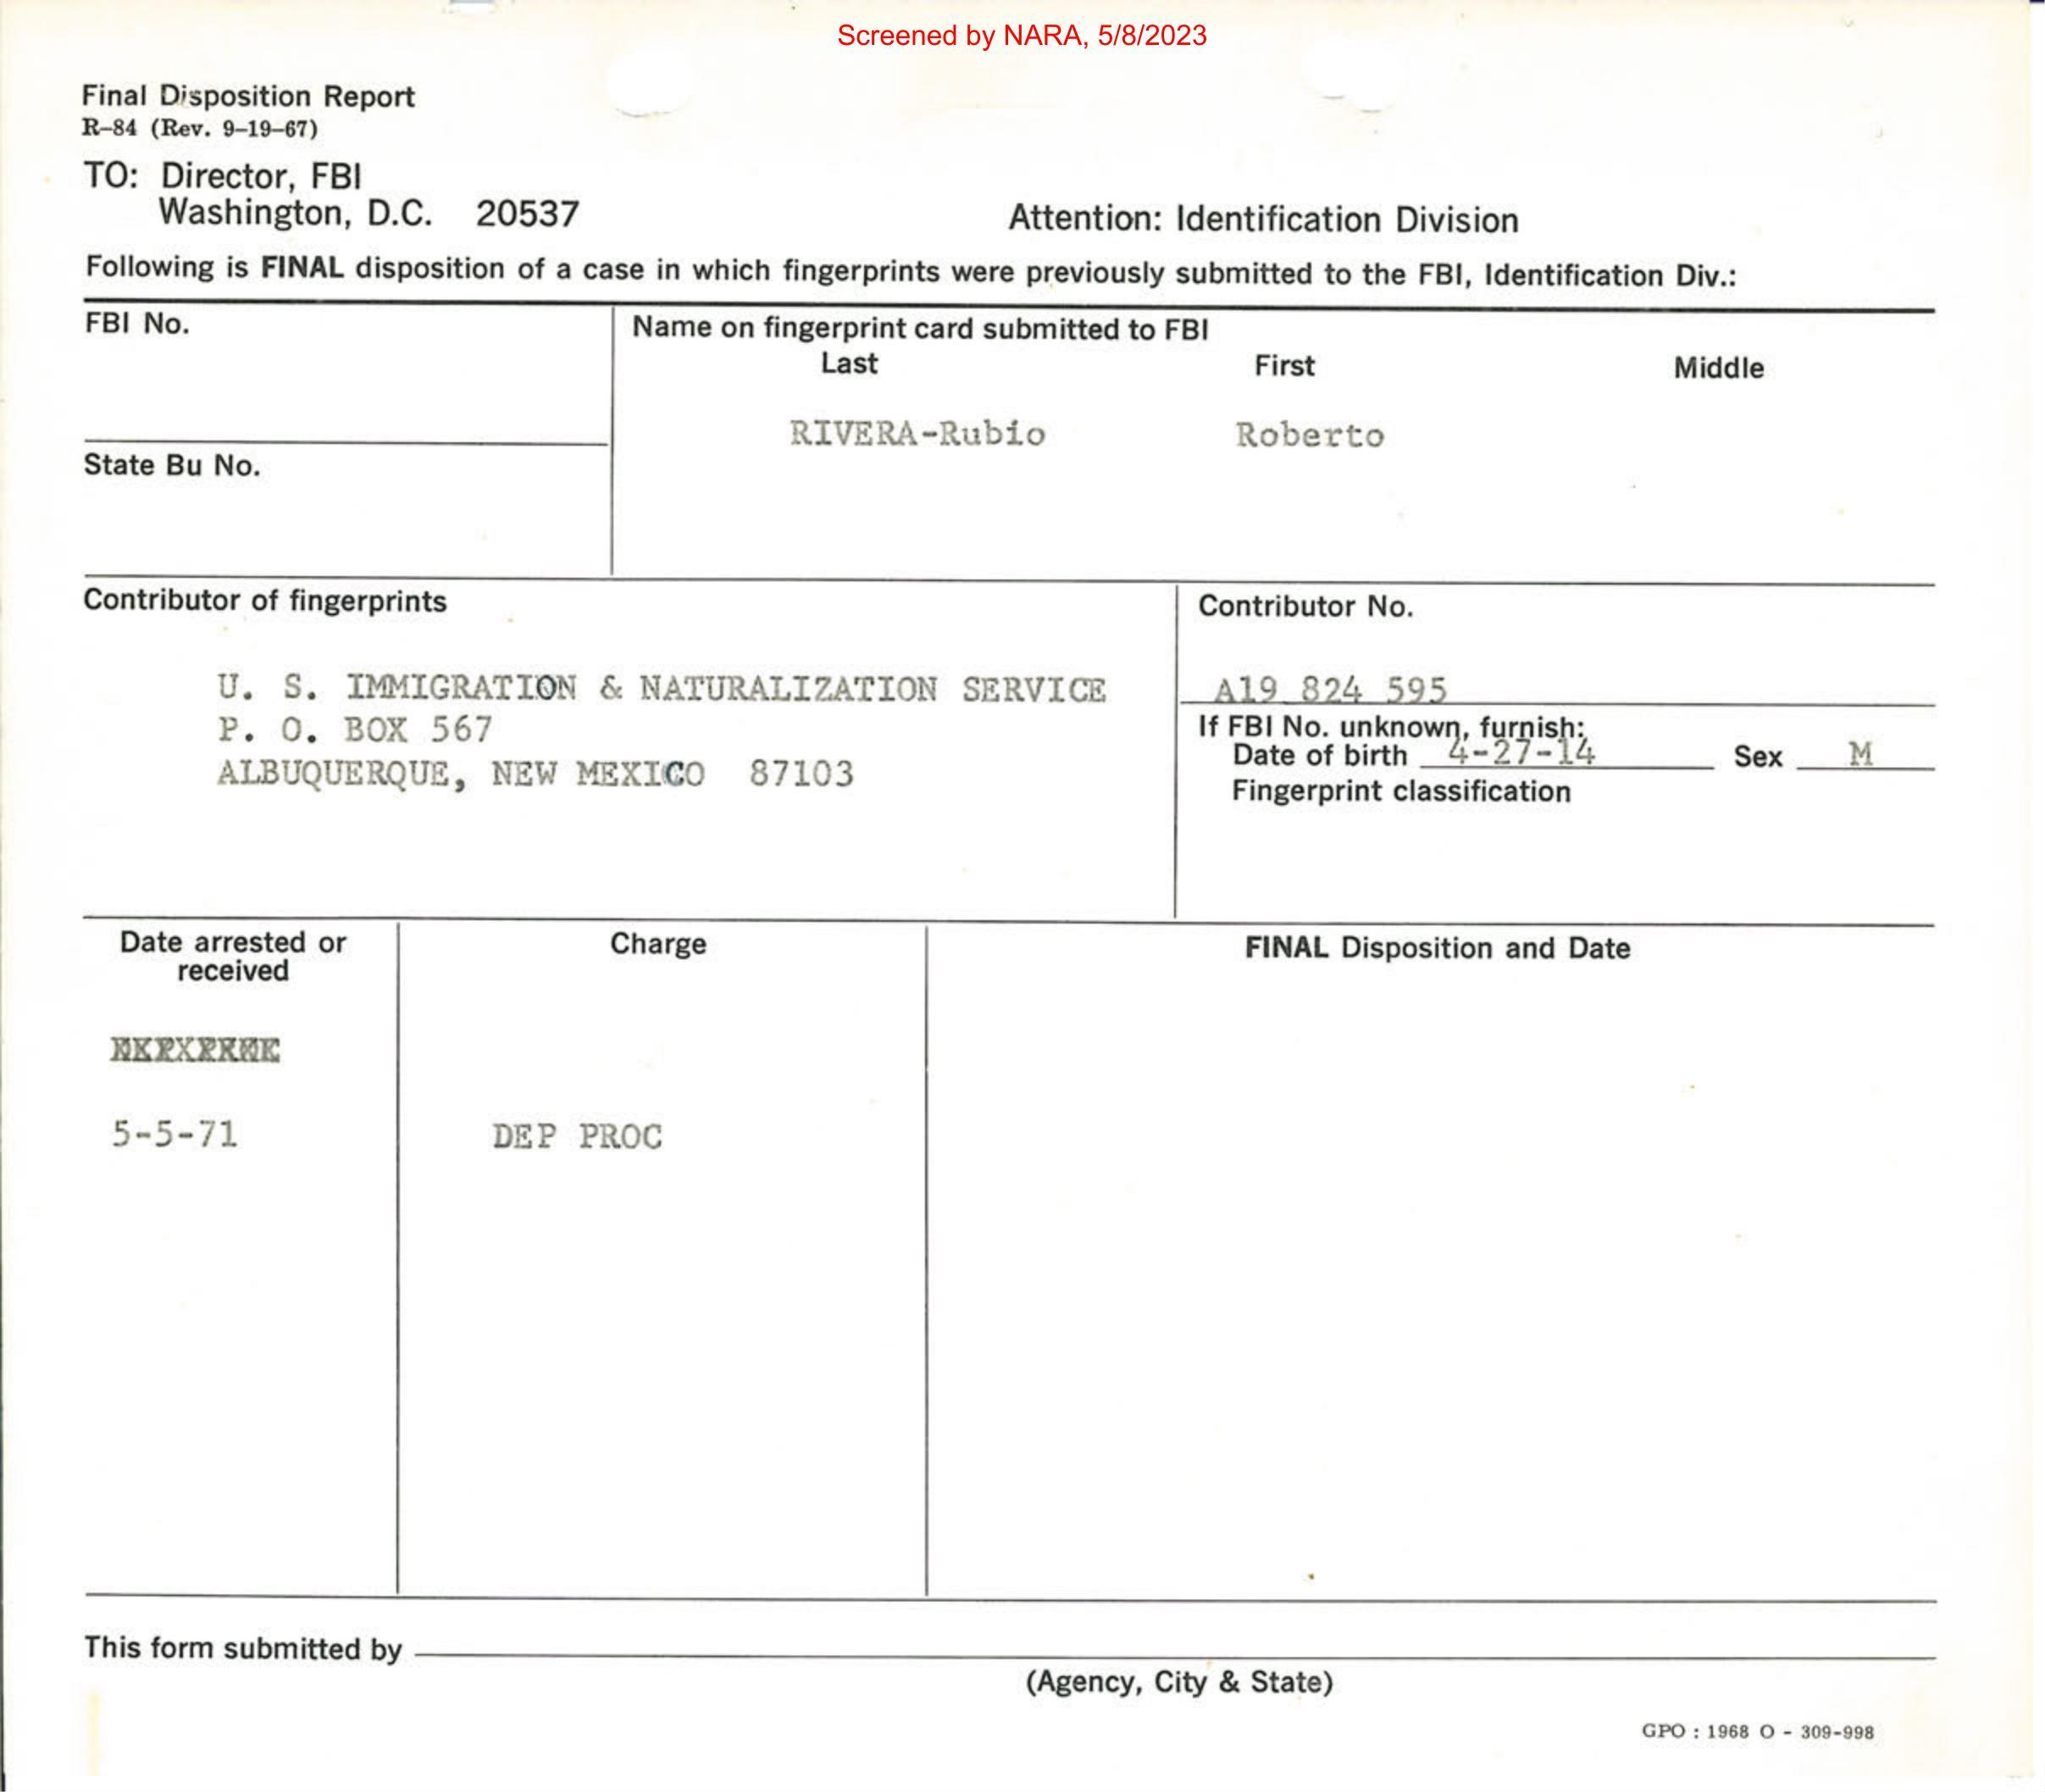 Screened by NARA, 5/8/2023
Final Disposition Report
R-84 (Rev. 9-19-67)
TO: Director, FBI
Washington, D.C. 20537
Attention: Identification Division
Following is FINAL disposition of a case in which fingerprints were previously submitted to the FBI, Identification Div.:
FBI No.
Name on fingerprint card submitted to FBI
Last First Middle
RIVERA-Rubio Roberto
State Bu No.
Contributor of fingerprints
U. S. IMMIGRATION & NATURALIZATION SERVICE
P. O. BOX 567
ALBUQUERQUE, NEW MEXICO 87103
Contributor No.
A19 824 595
If FBI No. unknown, furnish:
Date of birth 4-27-14 Sex M
Fingerprint classification
Date arrested or
received
Charge
FINAL Disposition and Date
5-5-71 DEP PROC
This form submitted by
(Agency, City & State)
GPO : 1968 O - 309-998